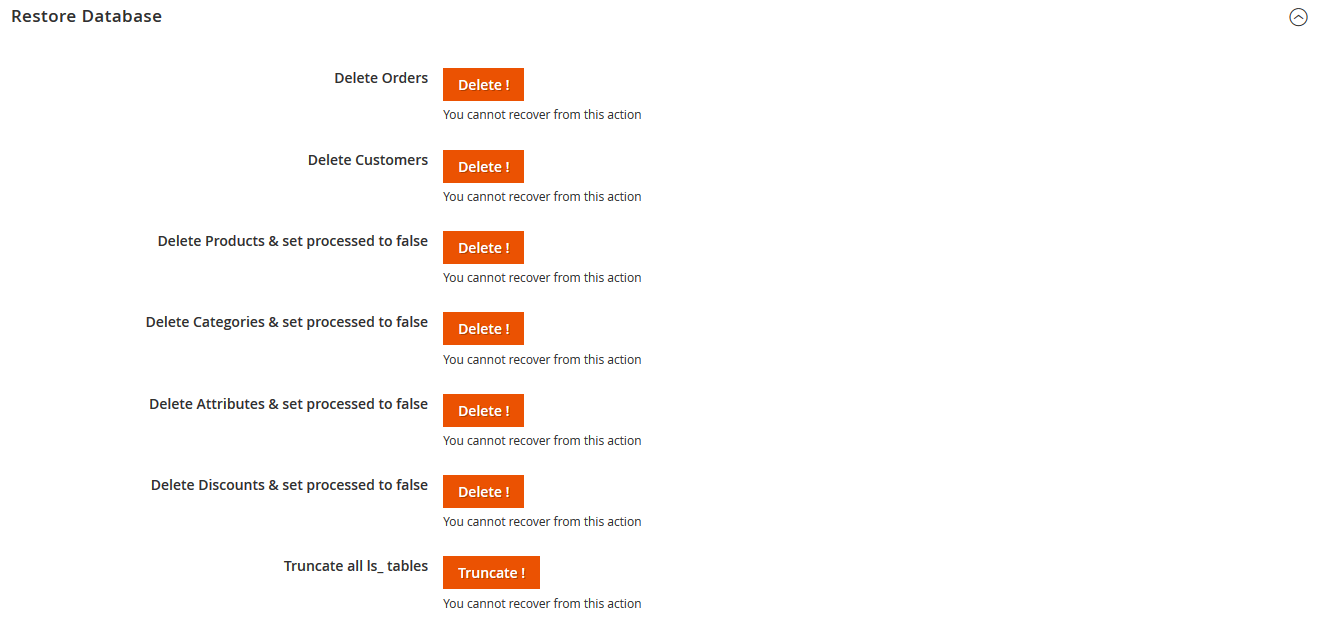 Restore Database
Delete Orders
Delete !
You cannot recover from this action
Delete Customers
Delete !
You cannot recover from this action
Delete Products & set processed to false
Delete !
You cannot recover from this action
Delete Categories & set processed to false
Delete !
You cannot recover from this action
Delete Attributes & set processed to false
Delete !
You cannot recover from this action
Delete Discounts & set processed to false
Delete !
You cannot recover from this action
Truncate all ls_ tables
Truncate !
You cannot recover from this action